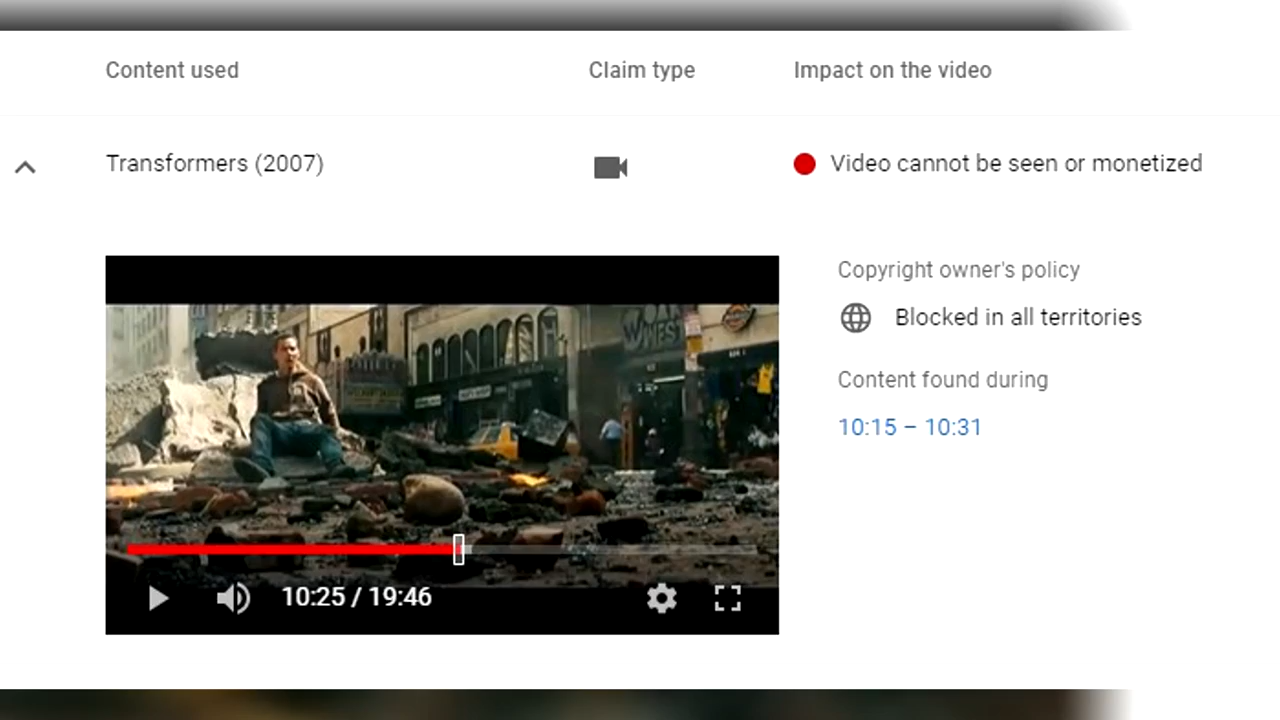 Content used
Claim type
Impact on the video
Transformers (2007)
Video cannot be seen or monetized
Copyright owner's policy
Blocked in all territories
Content found during
10:15 – 10:31
10:25 / 19:46